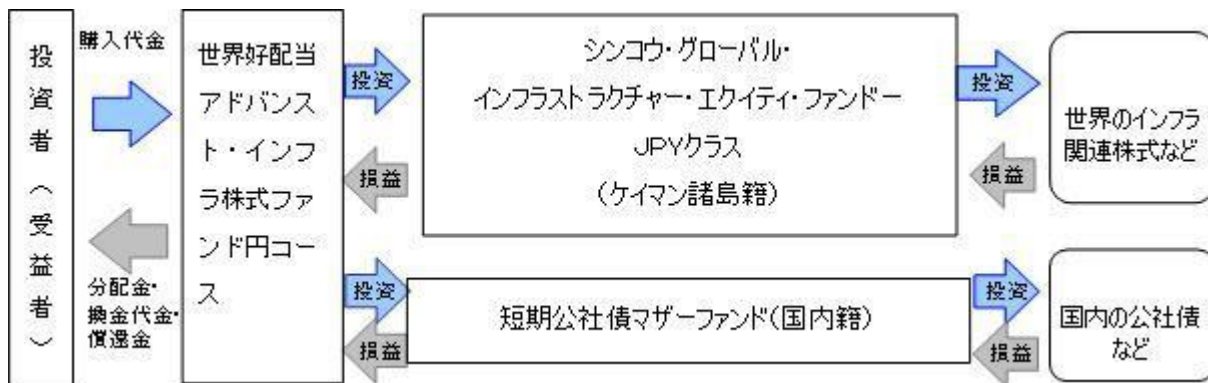 投資者（受益者）
購入代金
分配金・
換金代金・
償還金
世界好配当
アドバンス
ト・インフ
ラ株式ファ
ンド円コー
ス
投資
損益
シンコウ・グローバル・
インフラストラクチャー・エクイティ・ファンドー
JPYクラス
（ケイマン諸島籍）
投資
損益
世界のインフラ
関連株式など
投資
損益
短期公社債マザーファンド（国内籍）
投資
損益
国内の公社債
など